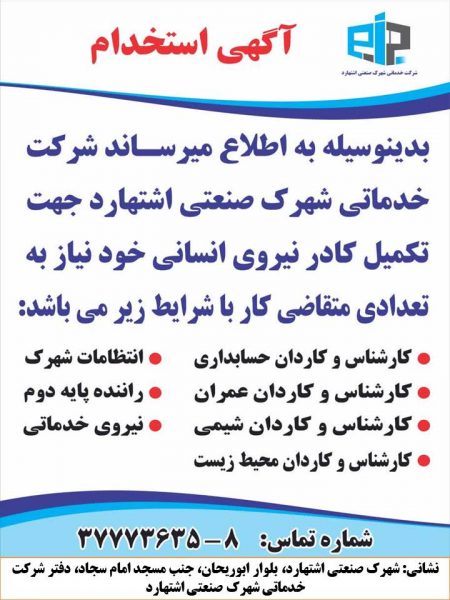 آگهی استخدام
شرکت خدماتی شهرک صنعتی اشتهارد
بدینوسیله به اطلاع میرســاند شرکت
خدماتی شهرک صنعتی اشتهارد جهت
تکمیل کادر نیروی انسانی خود نیاز به
تعدادی متقاضی کار با شرایط زیر می باشد:
● کارشناس و کاردان حسابداری
● کارشناس و کاردان عمران
● کارشناس و کاردان شیمی
● کارشناس و کاردان محیط زیست
● انتظامات شهرک
● راننده پایه دوم
● نیروی خدماتی
شماره تماس: ۸ - ۳۷۷۷۳۶۳۵
نشانی: شهرک صنعتی اشتهارد، بلوار ابوریحان، جنب مسجد امام سجاد، دفتر شرکت
خدماتی شهرک صنعتی اشتهارد